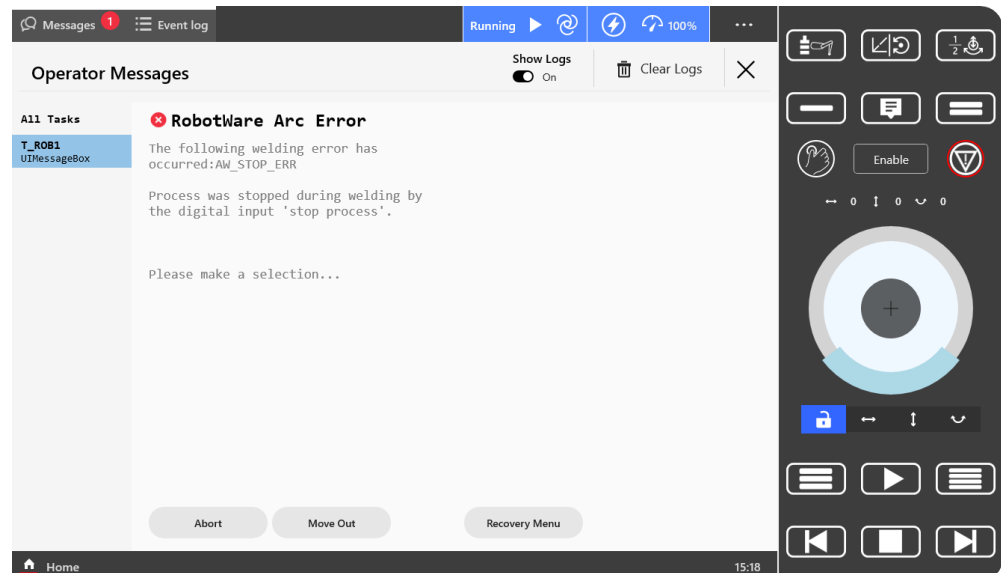 Messages 1 Event log Running 100% ...
Operator Messages Show Logs On Clear Logs
All Tasks
T_ROB1
UIMessageBox
RobotWare Arc Error
The following welding error has
occurred:AW_STOP_ERR
Process was stopped during welding by
the digital input 'stop process'.
Please make a selection...
Abort Move Out Recovery Menu
Home 15:18
1/2
Enable
0 0 0